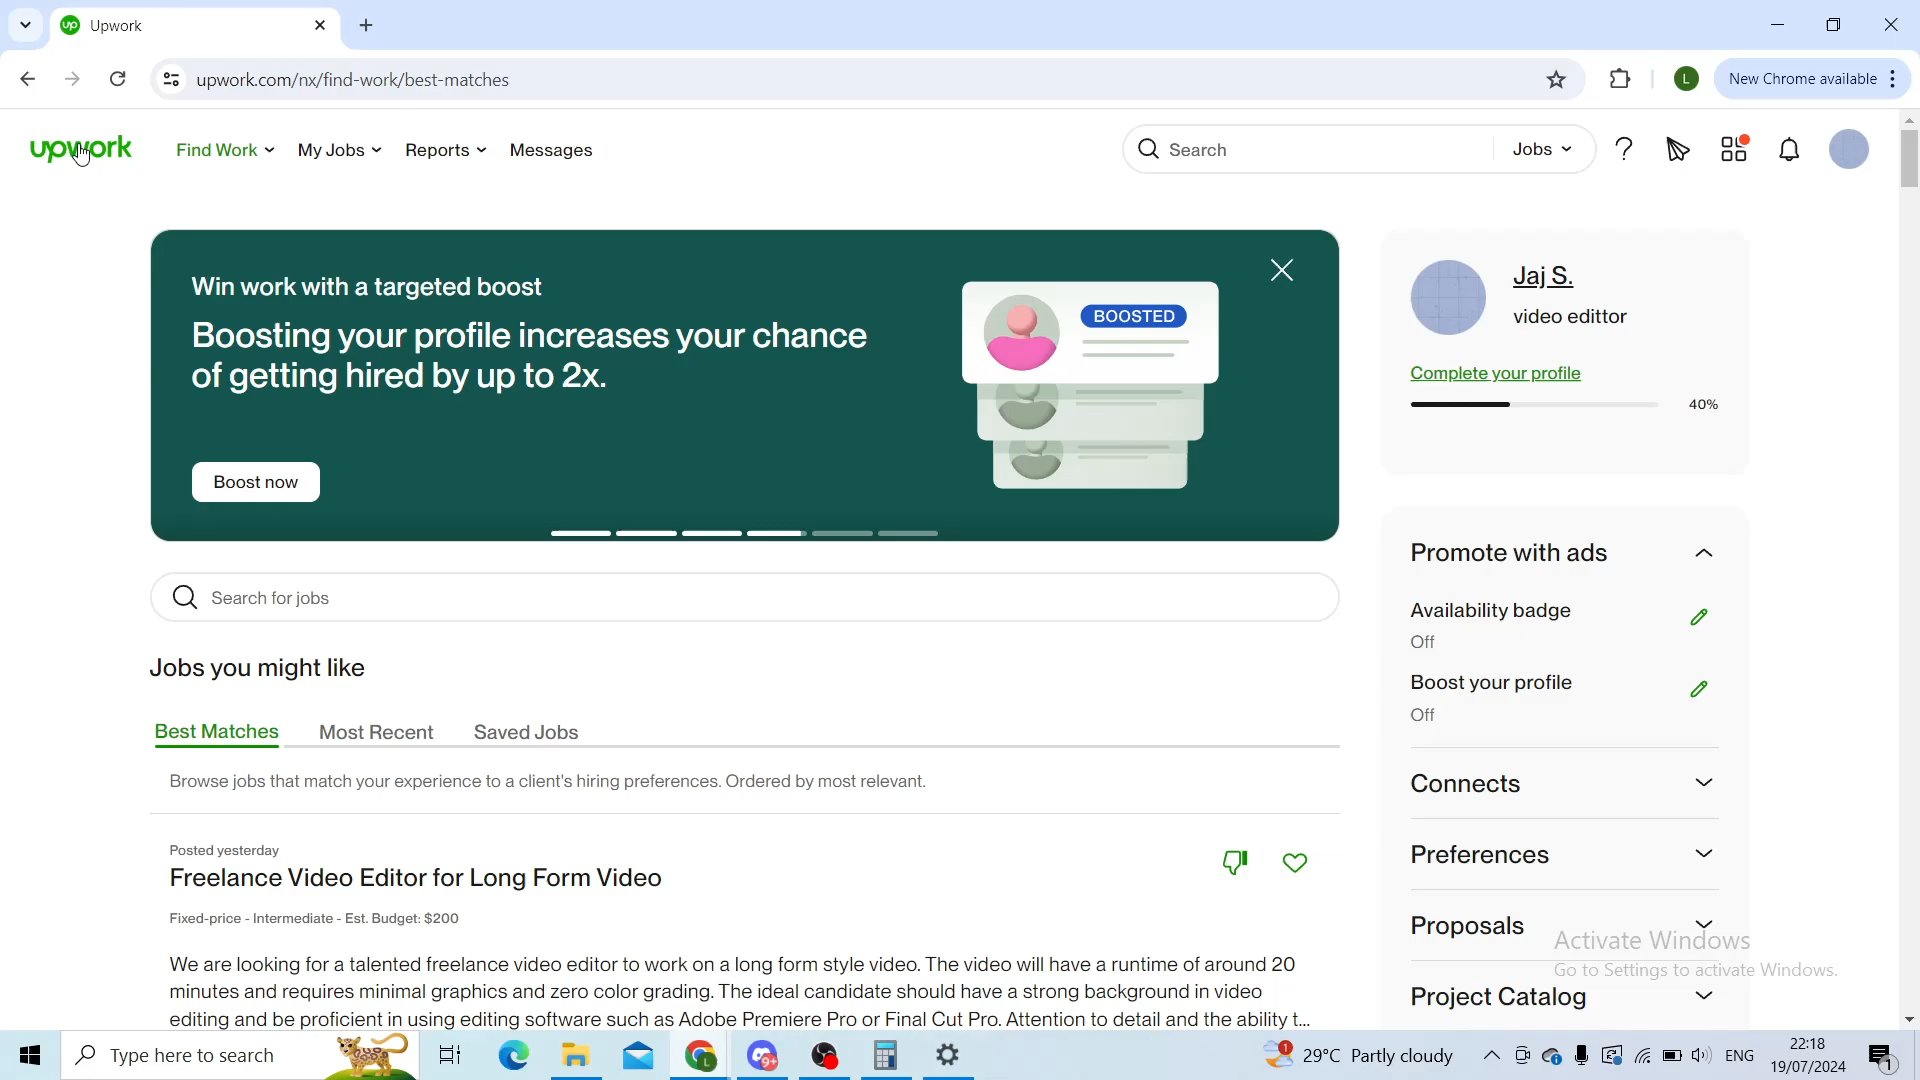 Upwork
upwork.com/nx/find-work/best-matches
L
New Chrome available
upwork
Find Work
My Jobs
Reports
Messages
Search
Jobs
Win work with a targeted boost
Boosting your profile increases your chance
of getting hired by up to 2x.
BOOSTED
Boost now
Jaj S.
video edittor
Complete your profile
40%
Search for jobs
Promote with ads
Availability badge
Off
Boost your profile
Off
Jobs you might like
Best Matches
Most Recent
Saved Jobs
Browse jobs that match your experience to a client's hiring preferences. Ordered by most relevant.
Connects
Preferences
Proposals
Project Catalog
Posted yesterday
Freelance Video Editor for Long Form Video
Fixed-price - Intermediate - Est. Budget: $200
We are looking for a talented freelance video editor to work on a long form style video. The video will have a runtime of around 20
minutes and requires minimal graphics and zero color grading. The ideal candidate should have a strong background in video
editing and be proficient in using editing software such as Adobe Premiere Pro or Final Cut Pro. Attention to detail and the ability t...
Activate Windows
Go to Settings to activate Windows.
Type here to search
L
9+
1
29°C Partly cloudy
ENG
22:18
19/07/2024
1